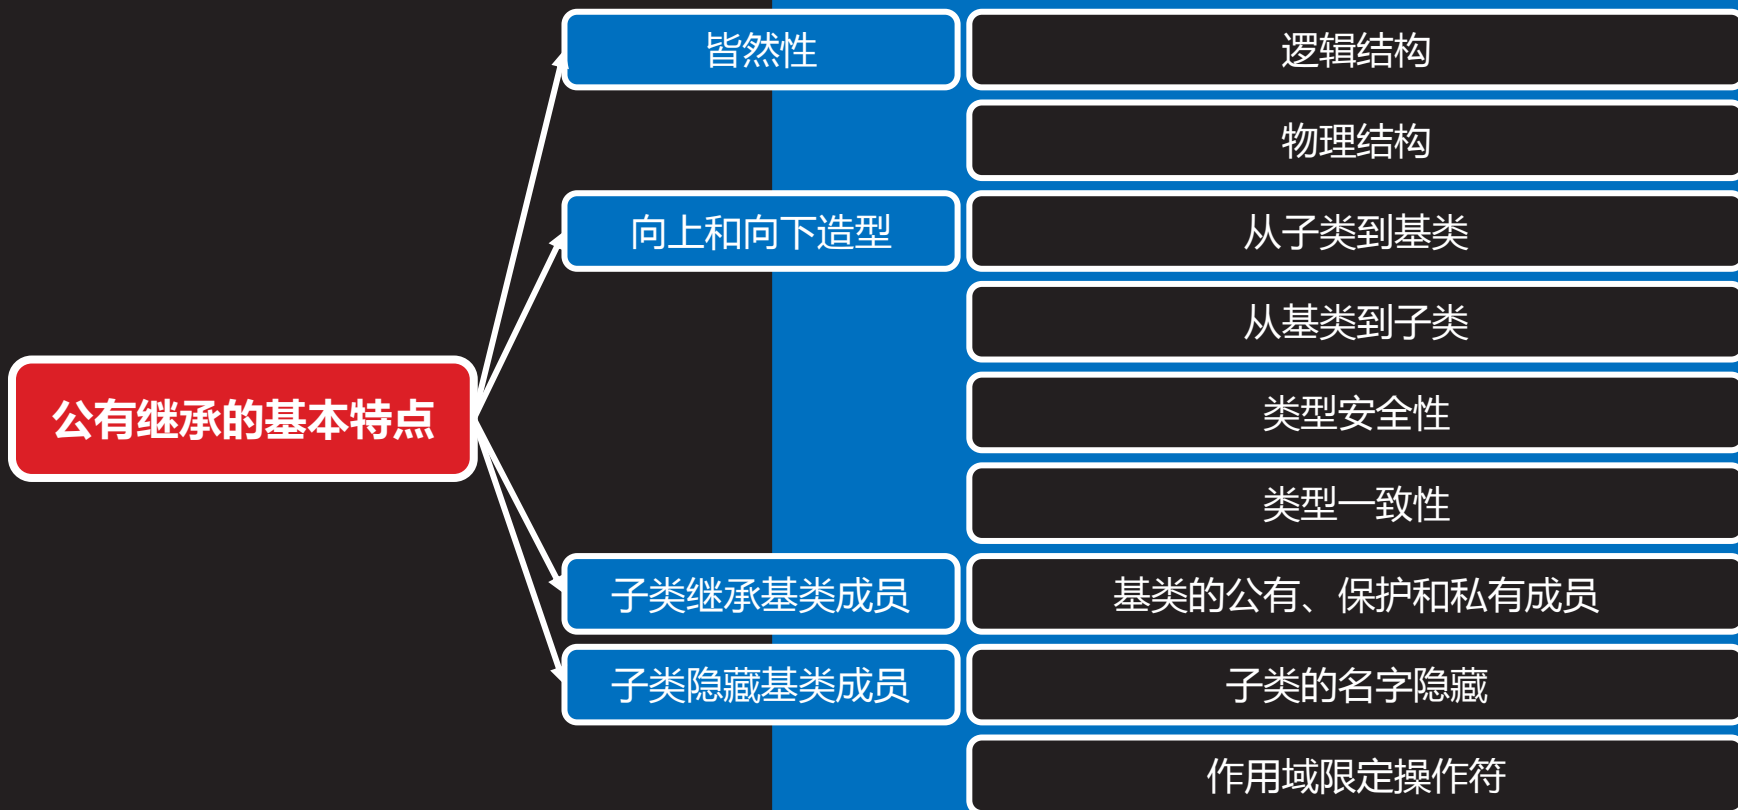 公有继承的基本特点
皆然性
逻辑结构
物理结构
向上和向下造型
从子类到基类
从基类到子类
类型安全性
类型一致性
子类继承基类成员
基类的公有、保护和私有成员
子类隐藏基类成员
子类的名字隐藏
作用域限定操作符